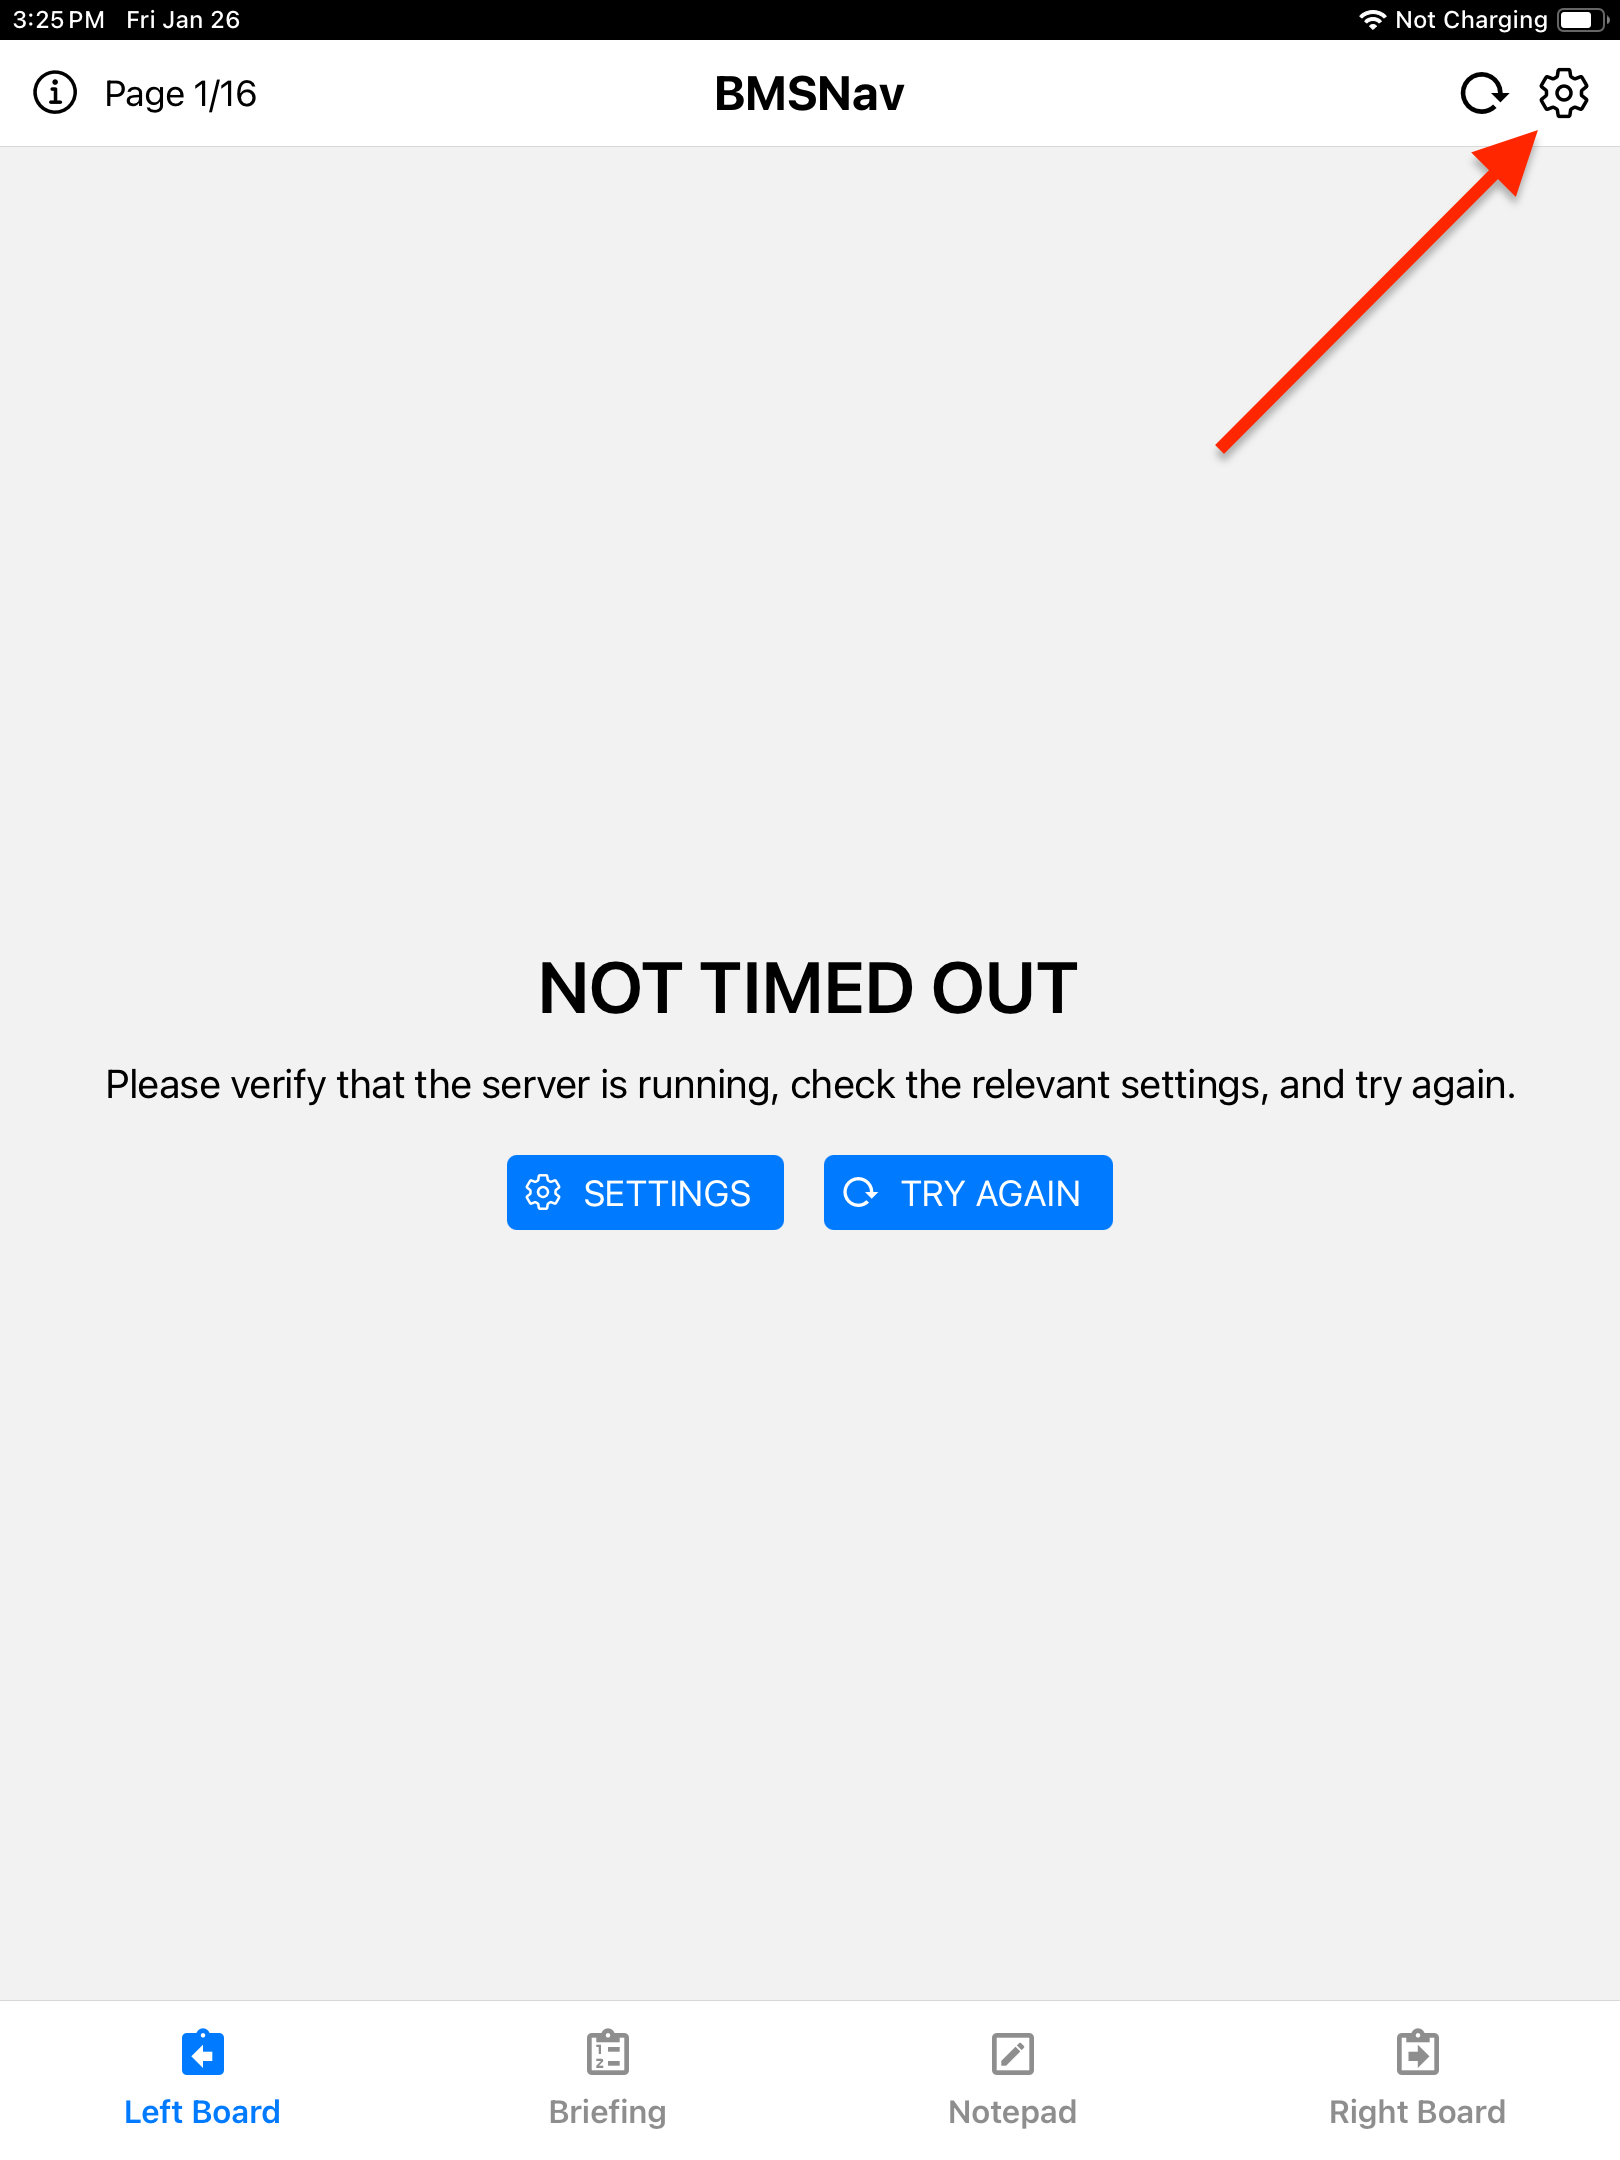 3:25 PM Fri Jan 26 Not Charging
Page 1/16 BMSNav
NOT TIMED OUT
Please verify that the server is running, check the relevant settings, and try again.
SETTINGS TRY AGAIN
Left Board Briefing Notepad Right Board